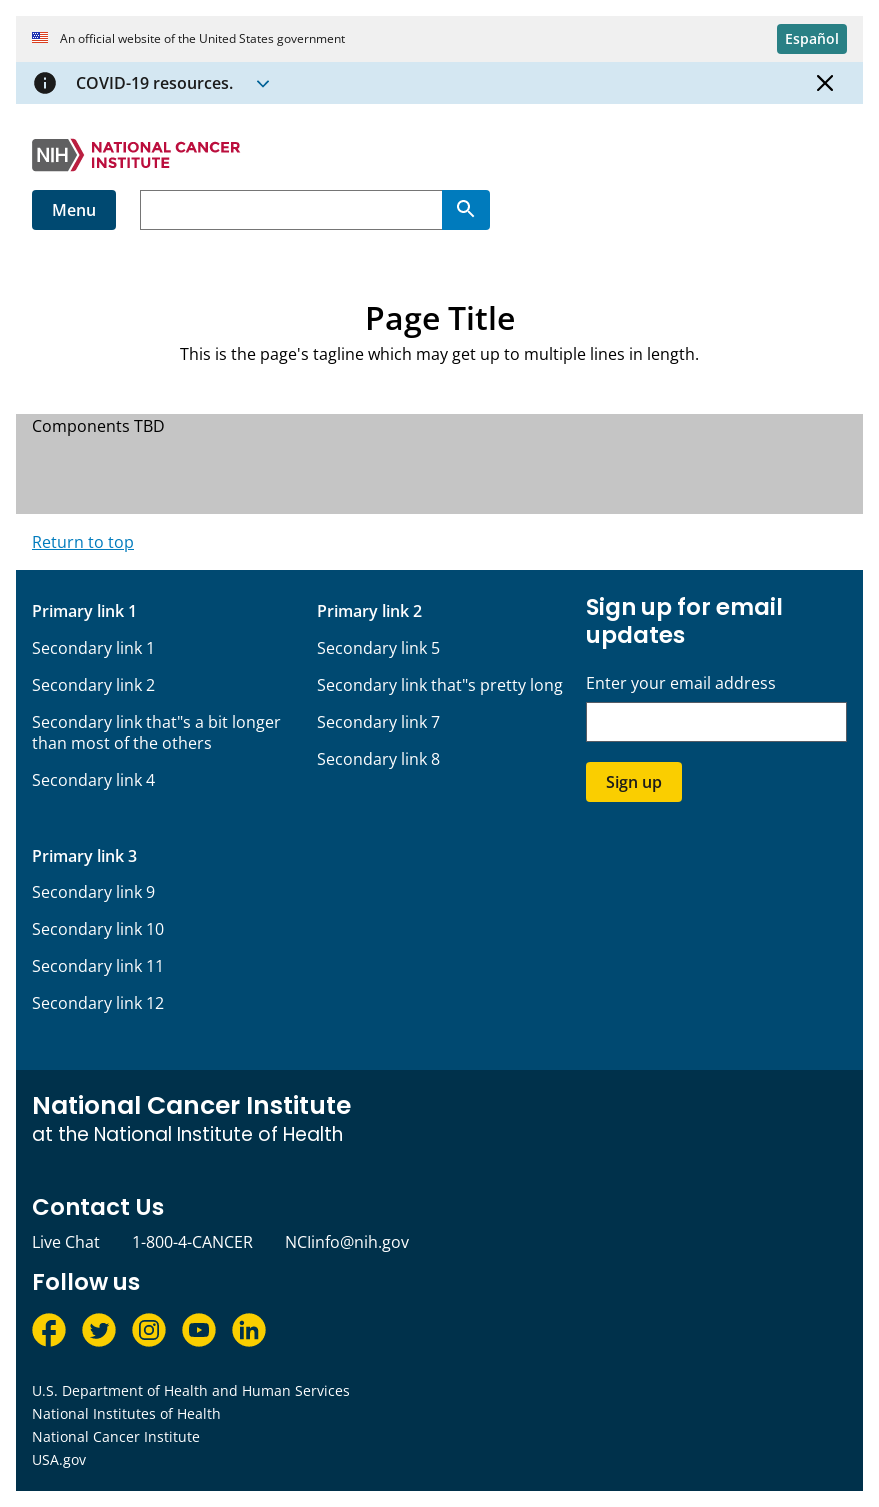 An official website of the United States government
Español
COVID-19 resources.
NIH
NATIONAL CANCER
INSTITUTE
Menu
Page Title
This is the page's tagline which may get up to multiple lines in length.
Components TBD
Return to top
Primary link 1
Secondary link 1
Secondary link 2
Secondary link that"s a bit longer
than most of the others
Secondary link 4
Primary link 2
Secondary link 5
Secondary link that"s pretty long
Secondary link 7
Secondary link 8
Primary link 3
Secondary link 9
Secondary link 10
Secondary link 11
Secondary link 12
Sign up for email
updates
Enter your email address
Sign up
National Cancer Institute
at the National Institute of Health
Contact Us
Live Chat
1-800-4-CANCER
NCIinfo@nih.gov
Follow us
U.S. Department of Health and Human Services
National Institutes of Health
National Cancer Institute
USA.gov